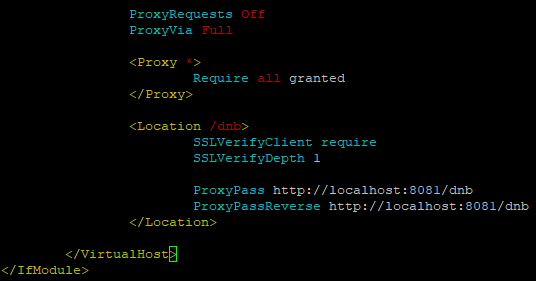 ProxyRequests Off
ProxyVia Full
<Proxy *>
Require all granted
</Proxy>
<Location /dnb>
SSLVerifyClient require
SSLVerifyDepth 1
ProxyPass http://localhost:8081/dnb
ProxyPassReverse http://localhost:8081/dnb
</Location>
</VirtualHost>
</IfModule>